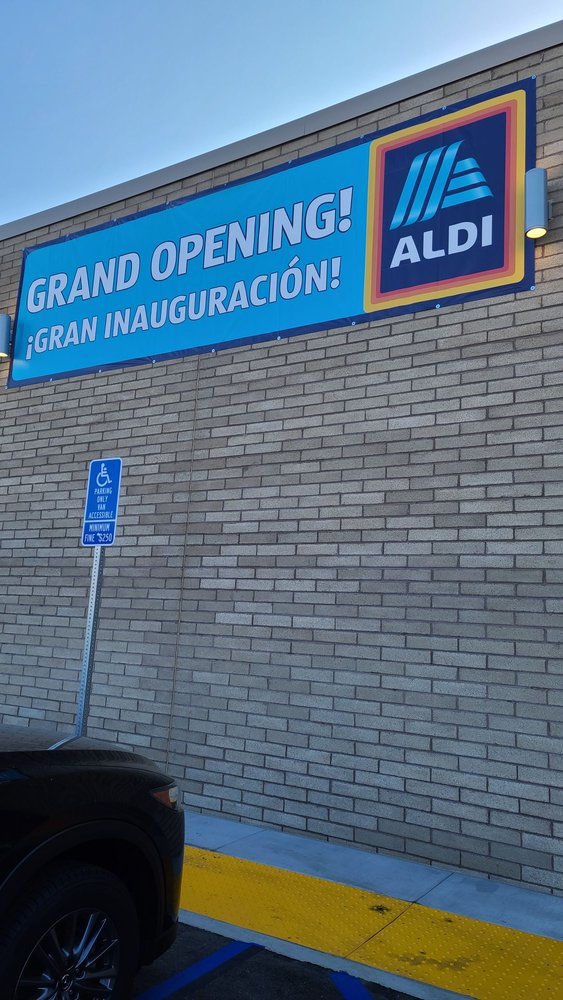 GRAND OPENING!
¡GRAN INAUGURACIÓN!
ALDI
PARKING
ONLY
VAN
ACCESSIBLE
MINIMUM
FINE $250